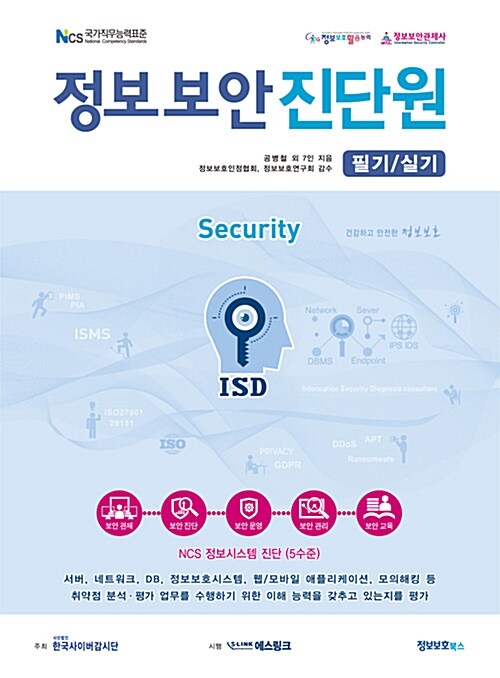 NCS 국가직무능력표준
National Competency Standards
정보보호활용능력
정보보안관제사
Information Security Controller
정보보안진단원
공병철 외 7인 지음
정보보호인정협회, 정보보호연구회 감수
필기/실기
Security
건강하고 안전한 정보보호
PIMS/
PIA
ISMS
Network
Sever
IPS IDS
DBMS
Endpoint
ISD
Information Security Diagnosis consultant
ISO27001
29151
ISO
PRIVACY
GDPR
DDoS
APT
Ransomware
보안 관제
보안 진단
보안 운영
보안 관리
보안 교육
NCS 정보시스템 진단 (5수준)
서버, 네트워크, DB, 정보보호시스템, 웹/모바일 애플리케이션, 모의해킹 등
취약점 분석·평가 업무를 수행하기 위한 이해 능력을 갖추고 있는지를 평가
주최 사단법인 한국사이버감시단
시행 S-LINK 에스링크
정보보호북스